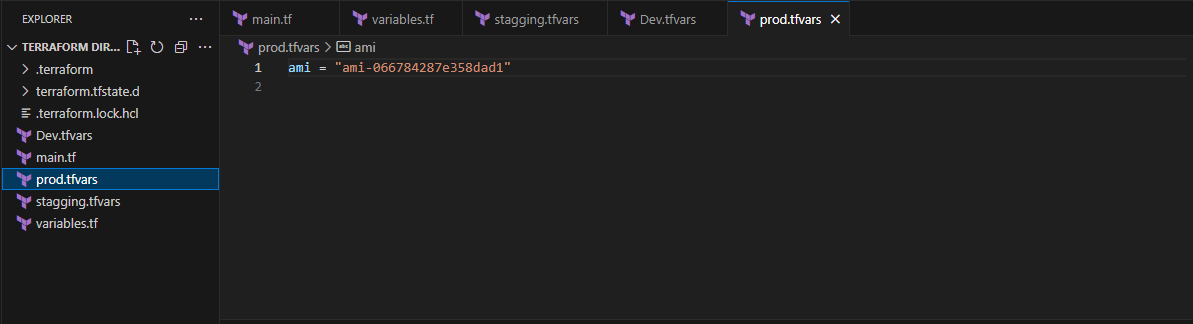 EXPLORER
TERRAFORM DIR...
.terraform
terraform.tfstate.d
.terraform.lock.hcl
Dev.tfvars
main.tf
prod.tfvars
stagging.tfvars
variables.tf
main.tf variables.tf stagging.tfvars Dev.tfvars prod.tfvars
prod.tfvars > abc ami
1 ami = "ami-066784287e358dad1"
2